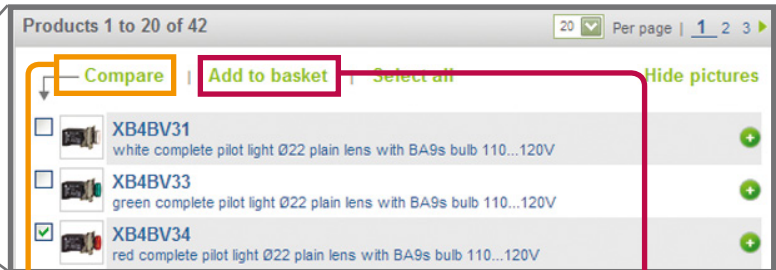 Products 1 to 20 of 42 20 Per page | 1 2 3
Compare | Add to basket | Select all Hide pictures
XB4BV31
white complete pilot light Ø22 plain lens with BA9s bulb 110...120V
XB4BV33
green complete pilot light Ø22 plain lens with BA9s bulb 110...120V
XB4BV34
red complete pilot light Ø22 plain lens with BA9s bulb 110...120V